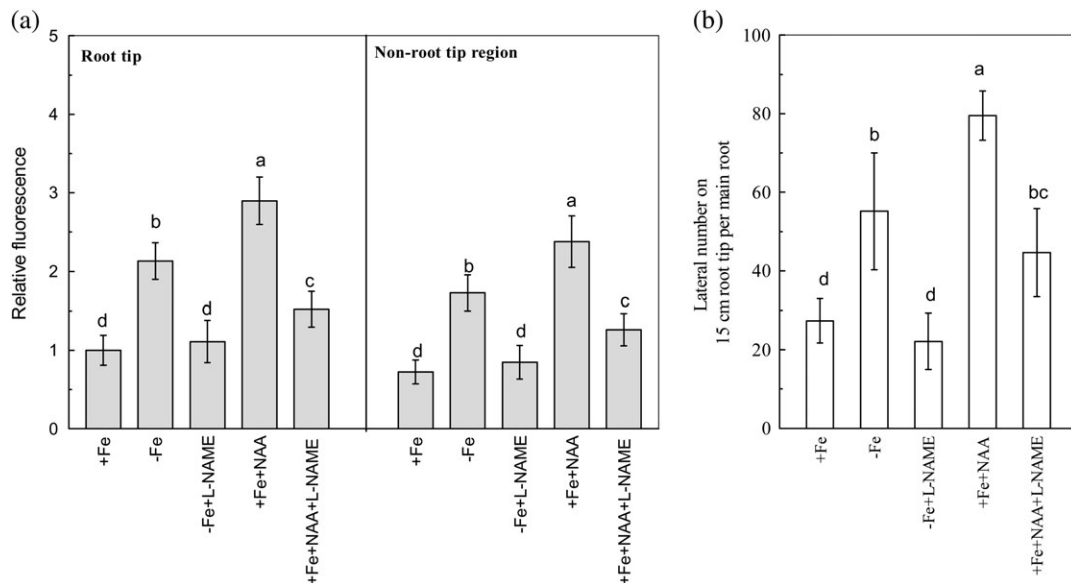 (a)
Relative fluorescence
5
4
3
2
1
0
Root tip
Non-root tip region
d
b
d
a
c
d
b
d
a
c
+Fe
-Fe
-Fe+L-NAME
+Fe+NAA
+Fe+NAA+L-NAME
+Fe
-Fe
-Fe+L-NAME
+Fe+NAA
+Fe+NAA+L-NAME
(b)
Lateral number on
15 cm root tip per main root
100
80
60
40
20
0
d
b
d
a
bc
+Fe
-Fe
-Fe+L-NAME
+Fe+NAA
+Fe+NAA+L-NAME